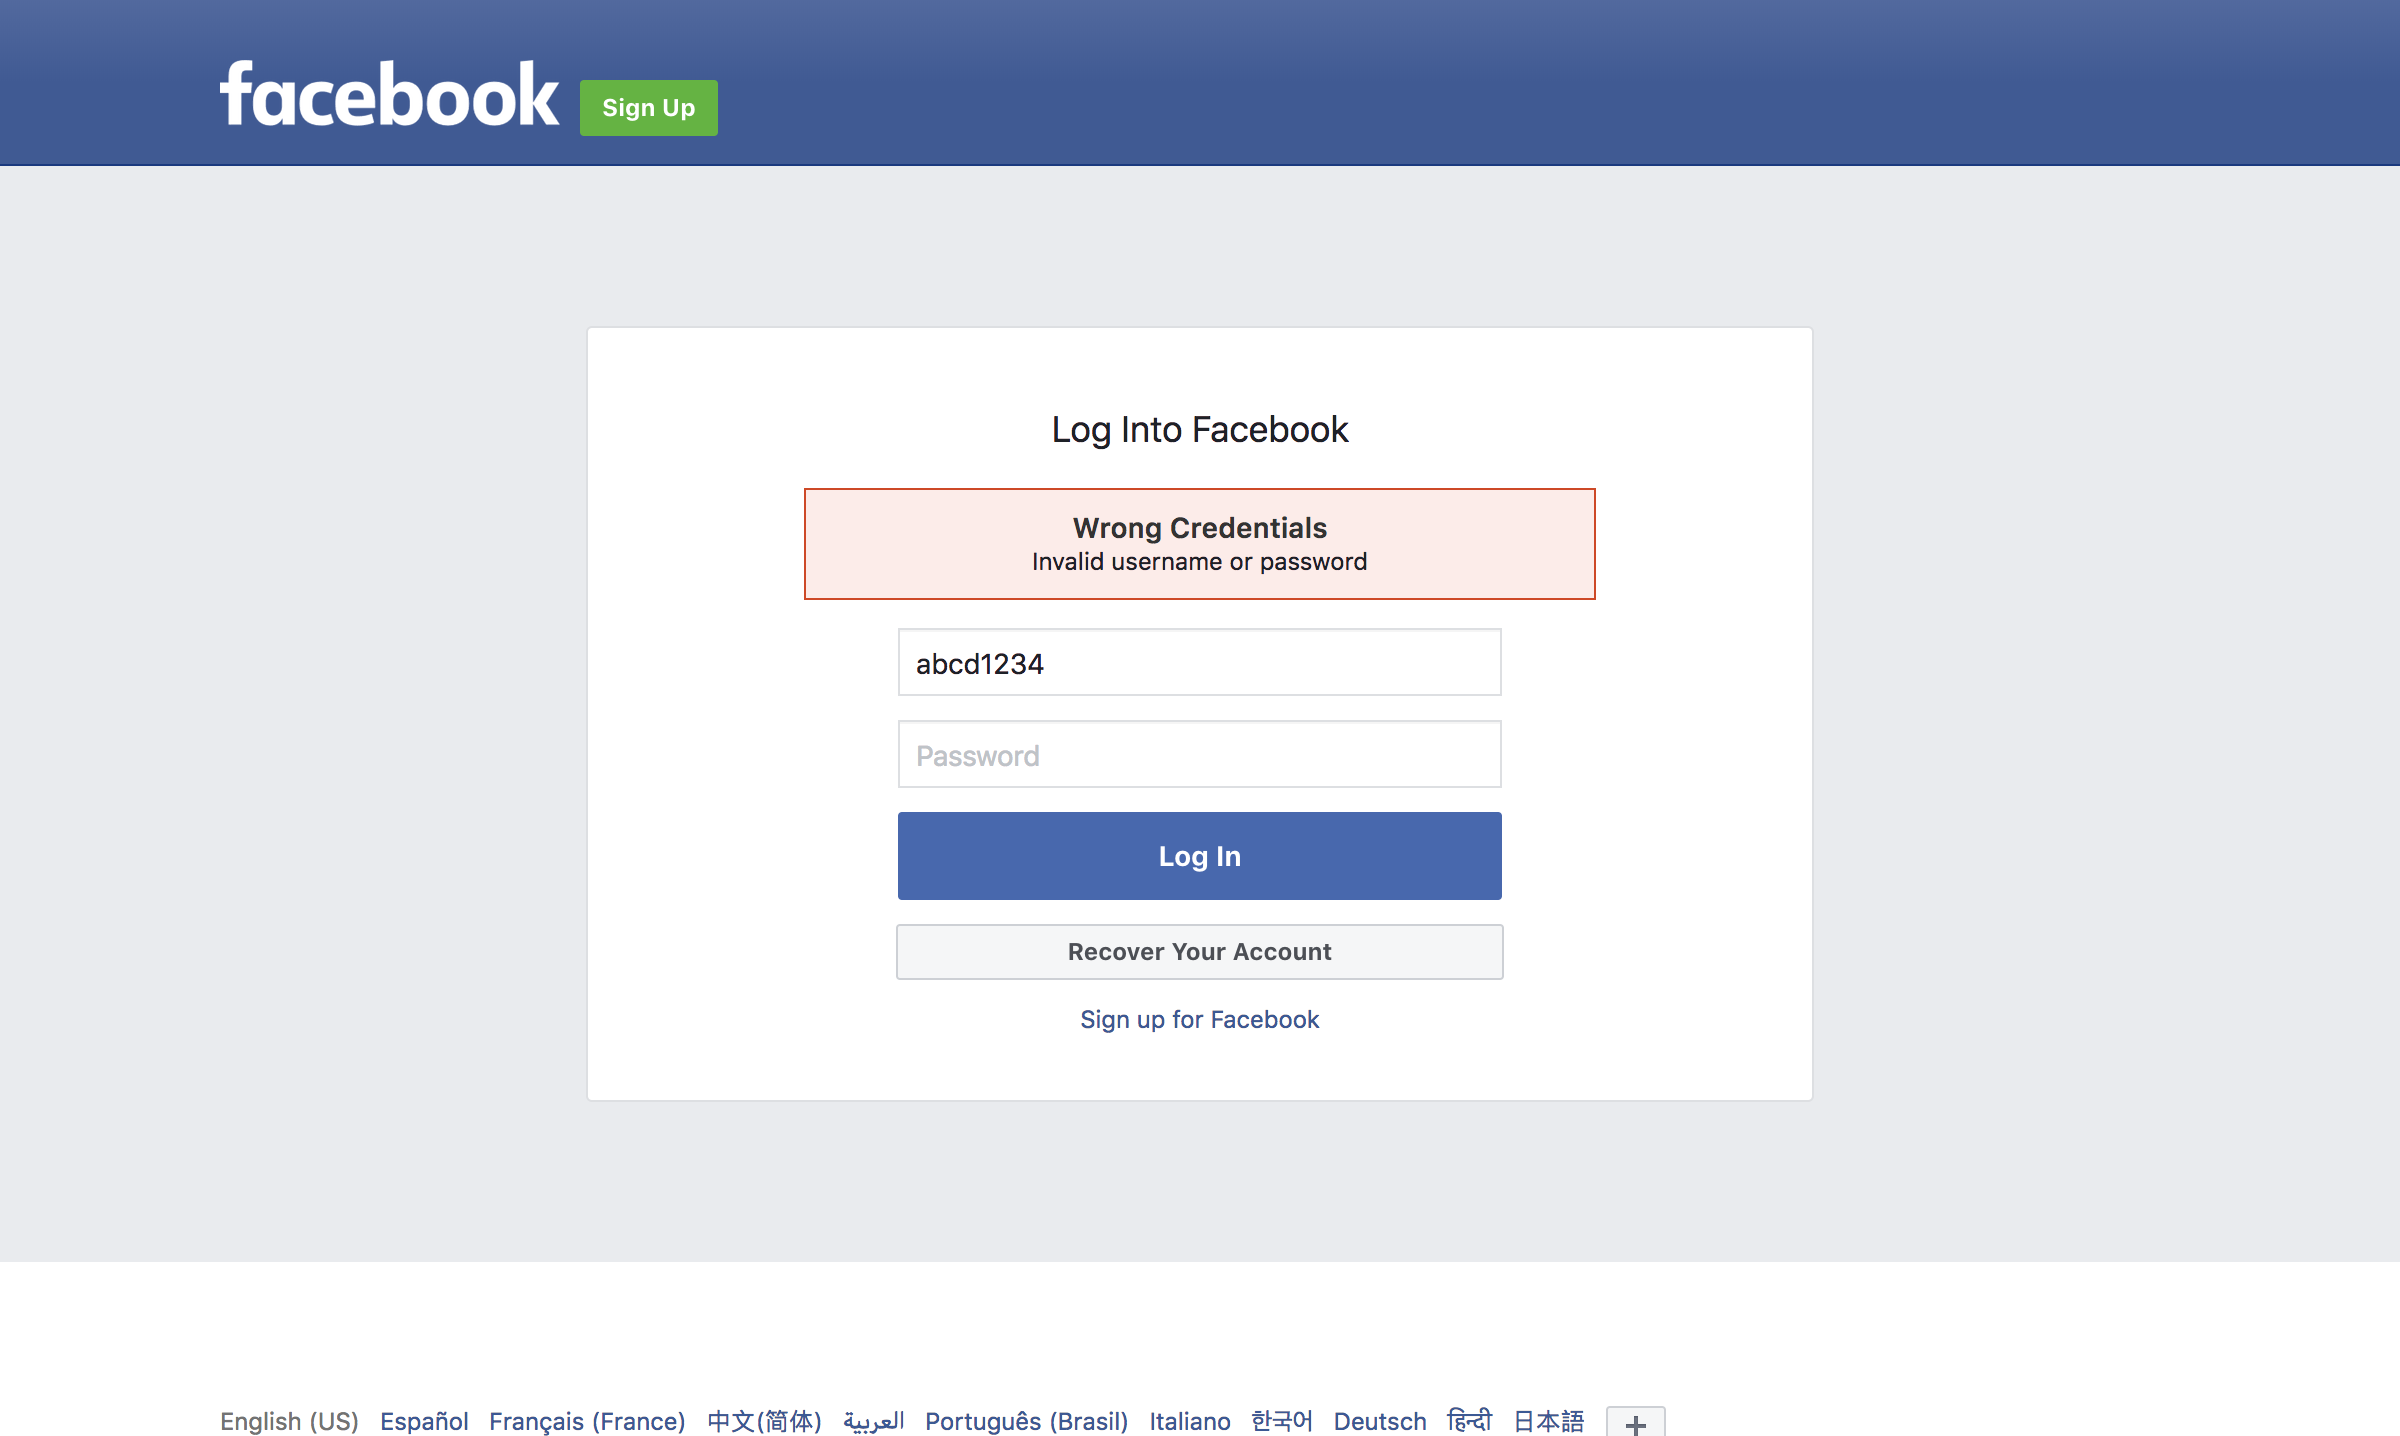 facebook Sign Up
Log Into Facebook
Wrong Credentials
Invalid username or password
abcd1234
Password
Log In
Recover Your Account
Sign up for Facebook
English (US) Español Français (France) 中文(简体) العربية Português (Brasil) Italiano 한국어 Deutsch हिन्दी 日本語 +